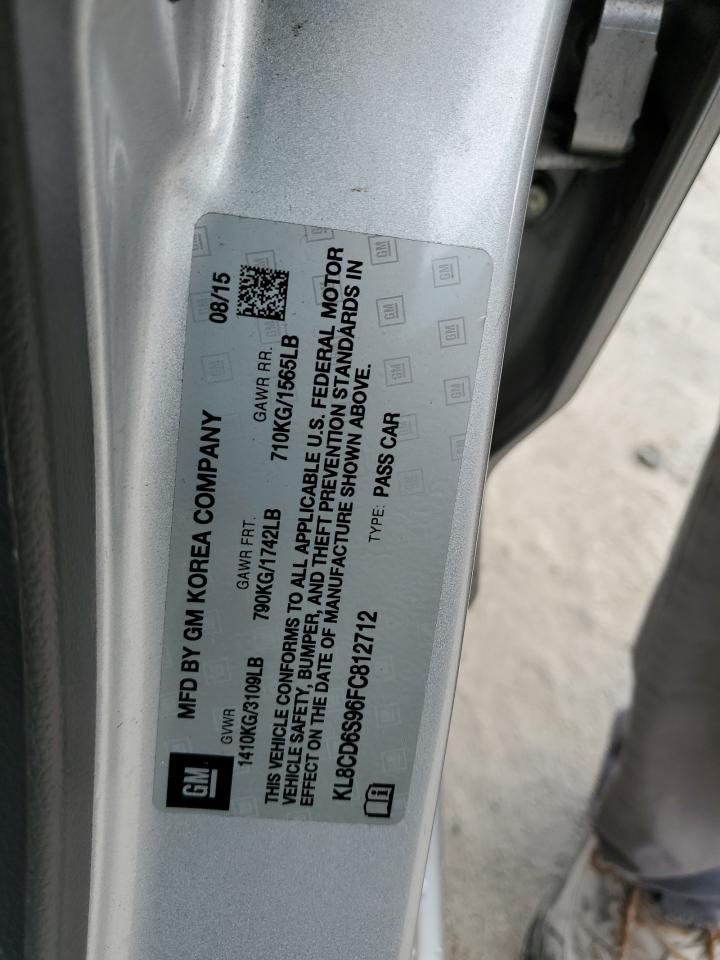 GM
MFD BY GM KOREA COMPANY
08/15
GVWR
GAWR FRT.
GAWR RR.
1410KG/3109LB
790KG/1742LB
710KG/1565LB
THIS VEHICLE CONFORMS TO ALL APPLICABLE U.S. FEDERAL MOTOR
VEHICLE SAFETY, BUMPER, AND THEFT PREVENTION STANDARDS IN
EFFECT ON THE DATE OF MANUFACTURE SHOWN ABOVE.
KL8CD6S96FC812712
TYPE: PASS CAR